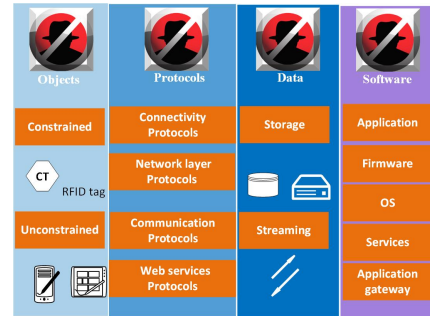 Objects
Constrained
CT
RFID tag
Unconstrained
Protocols
Connectivity
Protocols
Network layer
Protocols
Communication
Protocols
Web services
Protocols
Data
Storage
Streaming
Software
Application
Firmware
OS
Services
Application
gateway